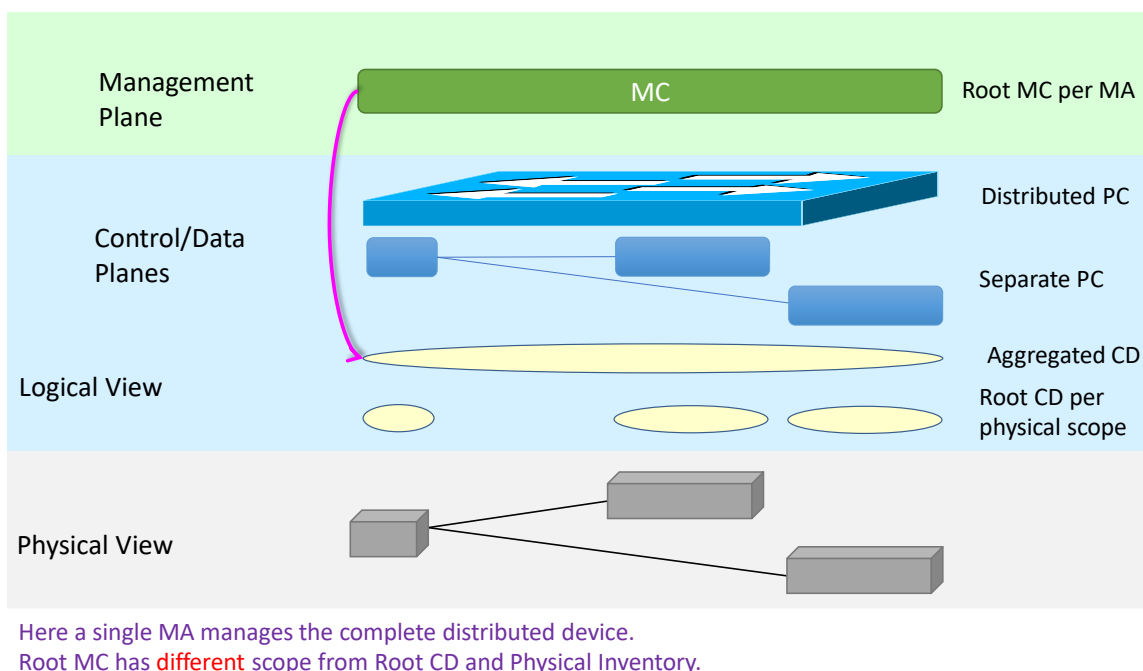 Management
Plane
MC
Root MC per MA
Distributed PC
Control/Data
Planes
Separate PC
Aggregated CD
Logical View
Root CD per
physical scope
Physical View
Here a single MA manages the complete distributed device.
Root MC has different scope from Root CD and Physical Inventory.